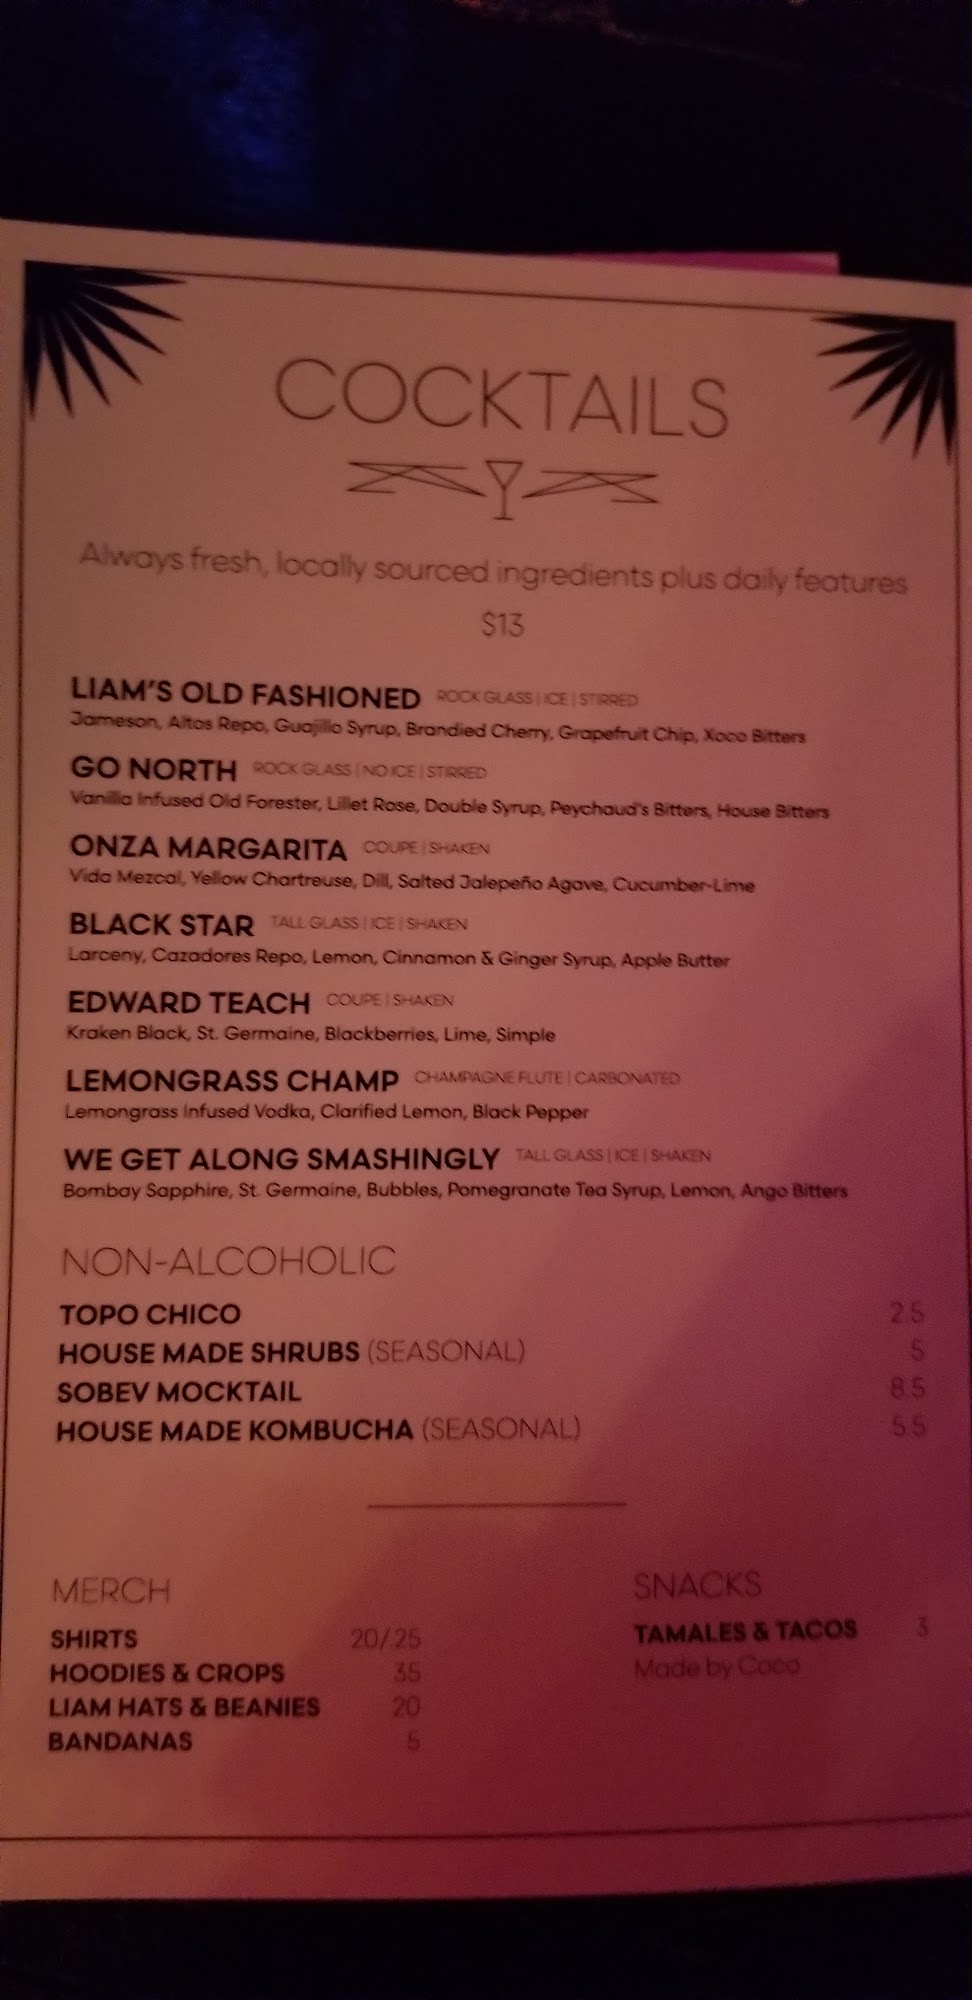 COCKTAILS
Always fresh, locally sourced ingredients plus daily features
$13
LIAM'S OLD FASHIONED ROCK GLASS | ICE | STIRRED
Jameson, Altos Repo, Guajillo Syrup, Brandied Cherry, Grapefruit Chip, Xoco Bitters
GO NORTH ROCK GLASS | NO ICE | STIRRED
Vanilla Infused Old Forester, Lillet Rose, Double Syrup, Peychaud's Bitters, House Bitters
ONZA MARGARITA COUPE | SHAKEN
Vida Mezcal, Yellow Chartreuse, Dill, Salted Jalepeño Agave, Cucumber-Lime
BLACK STAR TALL GLASS | ICE | SHAKEN
Larceny, Cazadores Repo, Lemon, Cinnamon & Ginger Syrup, Apple Butter
EDWARD TEACH COUPE | SHAKEN
Kraken Black, St. Germaine, Blackberries, Lime, Simple
LEMONGRASS CHAMP CHAMPAGNE FLUTE | CARBONATED
Lemongrass Infused Vodka, Clarified Lemon, Black Pepper
WE GET ALONG SMASHINGLY TALL GLASS | ICE | SHAKEN
Bombay Sapphire, St. Germaine, Bubbles, Pomegranate Tea Syrup, Lemon, Ango Bitters
NON-ALCOHOLIC
TOPO CHICO 2.5
HOUSE MADE SHRUBS (SEASONAL) 5
SOBEV MOCKTAIL 8.5
HOUSE MADE KOMBUCHA (SEASONAL) 5.5
MERCH
SHIRTS 20/25
HOODIES & CROPS 35
LIAM HATS & BEANIES 20
BANDANAS 5
SNACKS
TAMALES & TACOS 3
Made by Coco